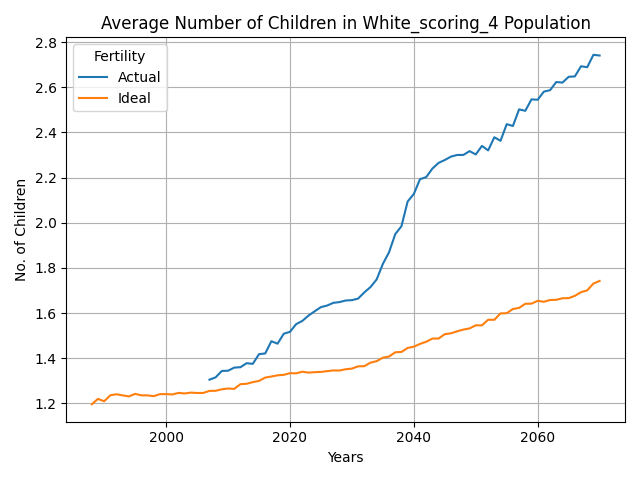 Average Number of Children in White_scoring_4 Population
Fertility
Actual
Ideal
No. of Children
2.8
2.6
2.4
2.2
2.0
1.8
1.6
1.4
1.2
2000 2020 2040 2060
Years